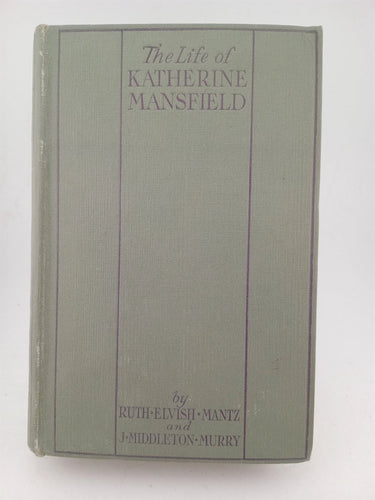 The Life of
KATHERINE
MANSFIELD
by
RUTH·ELVISH·MANTZ
and
J·MIDDLETON·MURRY